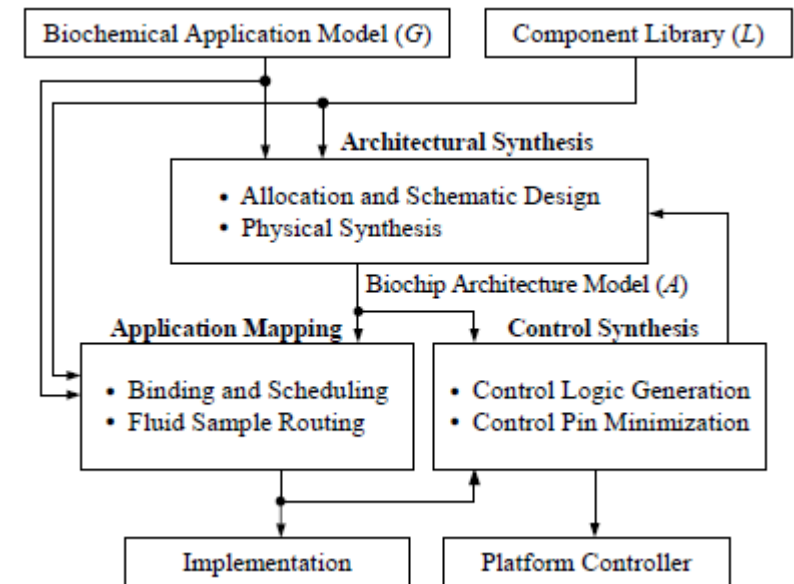 Biochemical Application Model (G)
Component Library (L)
Architectural Synthesis
• Allocation and Schematic Design
• Physical Synthesis
Biochip Architecture Model (A)
Application Mapping
• Binding and Scheduling
• Fluid Sample Routing
Control Synthesis
• Control Logic Generation
• Control Pin Minimization
Implementation
Platform Controller